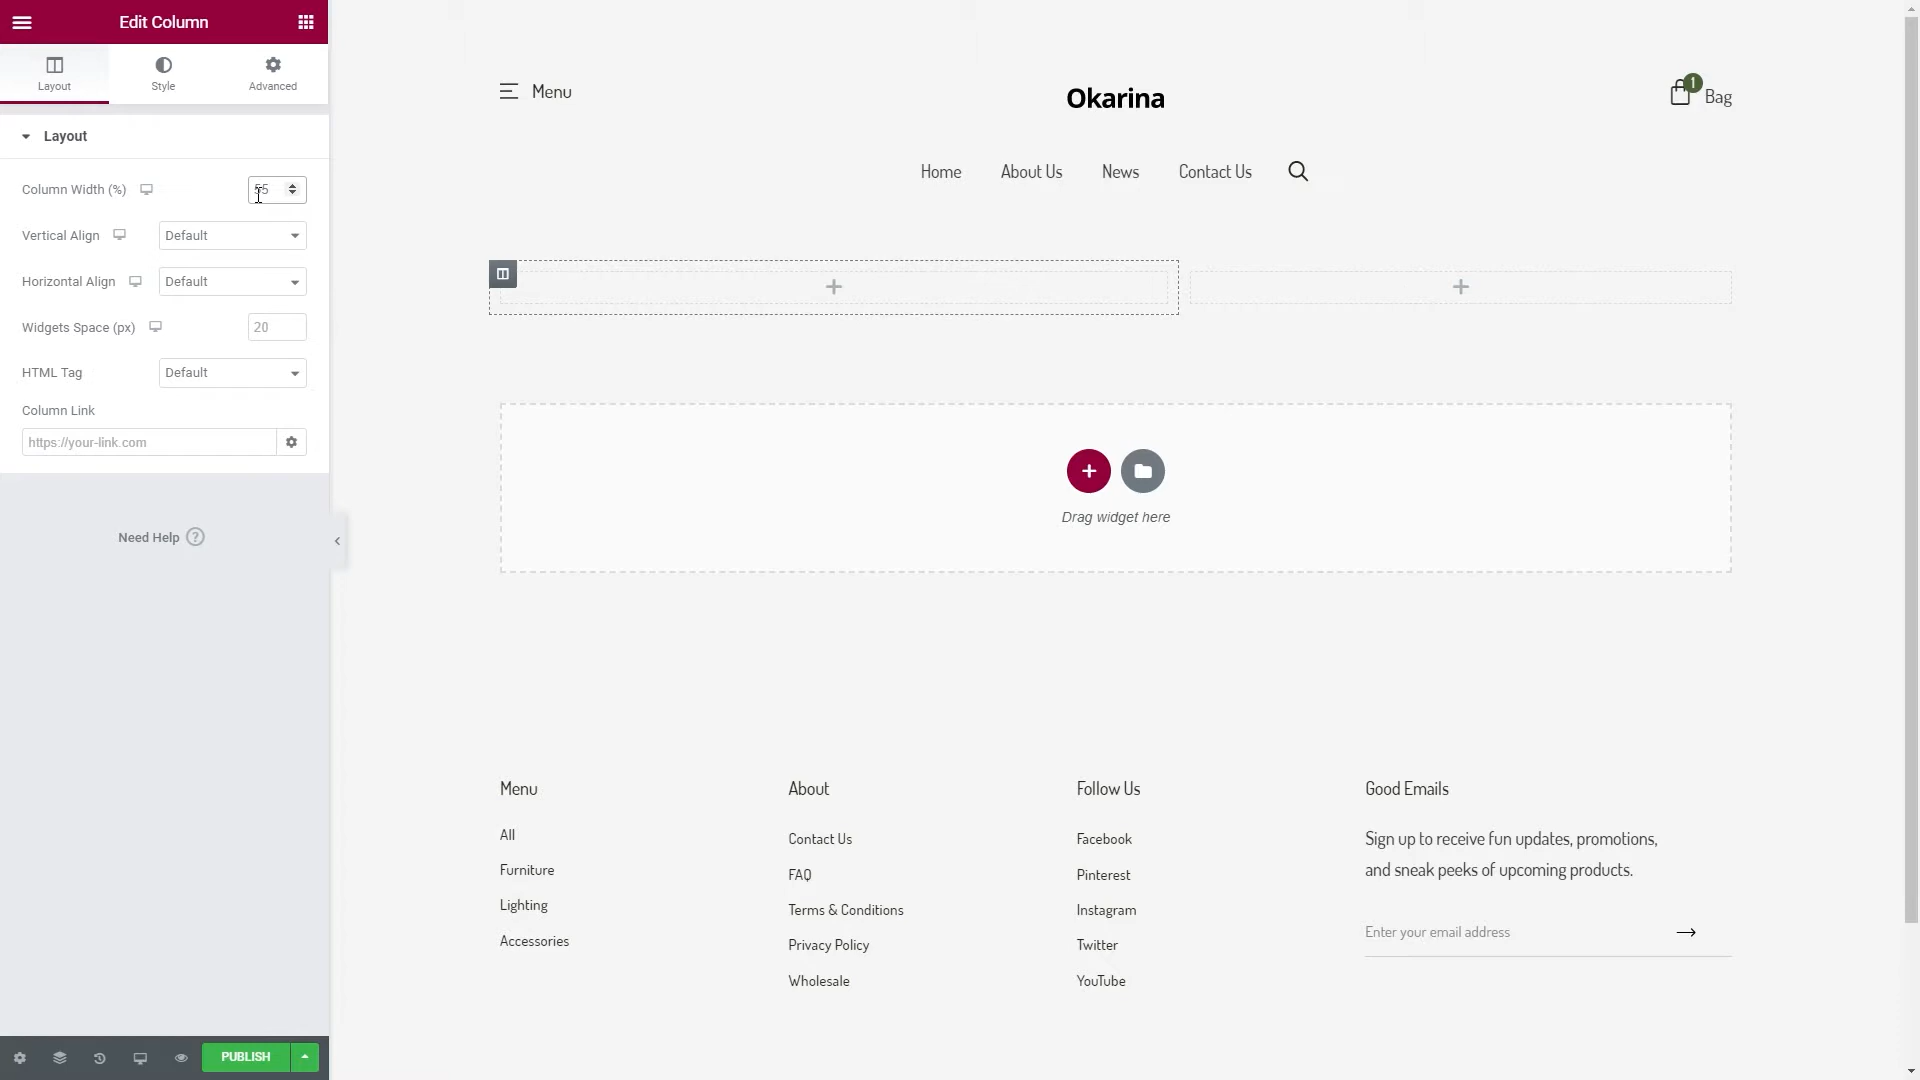 Edit Column
Layout
Style
Advanced
Layout
Column Width (%)
55
Vertical Align
Default
Horizontal Align
Default
Widgets Space (px)
20
HTML Tag
Default
Column Link
https://your-link.com
Need Help ?
PUBLISH
Menu
Okarina
1
Bag
Home
About Us
News
Contact Us
Drag widget here
Menu
All
Furniture
Lighting
Accessories
About
Contact Us
FAQ
Terms & Conditions
Privacy Policy
Wholesale
Follow Us
Facebook
Pinterest
Instagram
Twitter
YouTube
Good Emails
Sign up to receive fun updates, promotions,
and sneak peeks of upcoming products.
Enter your email address